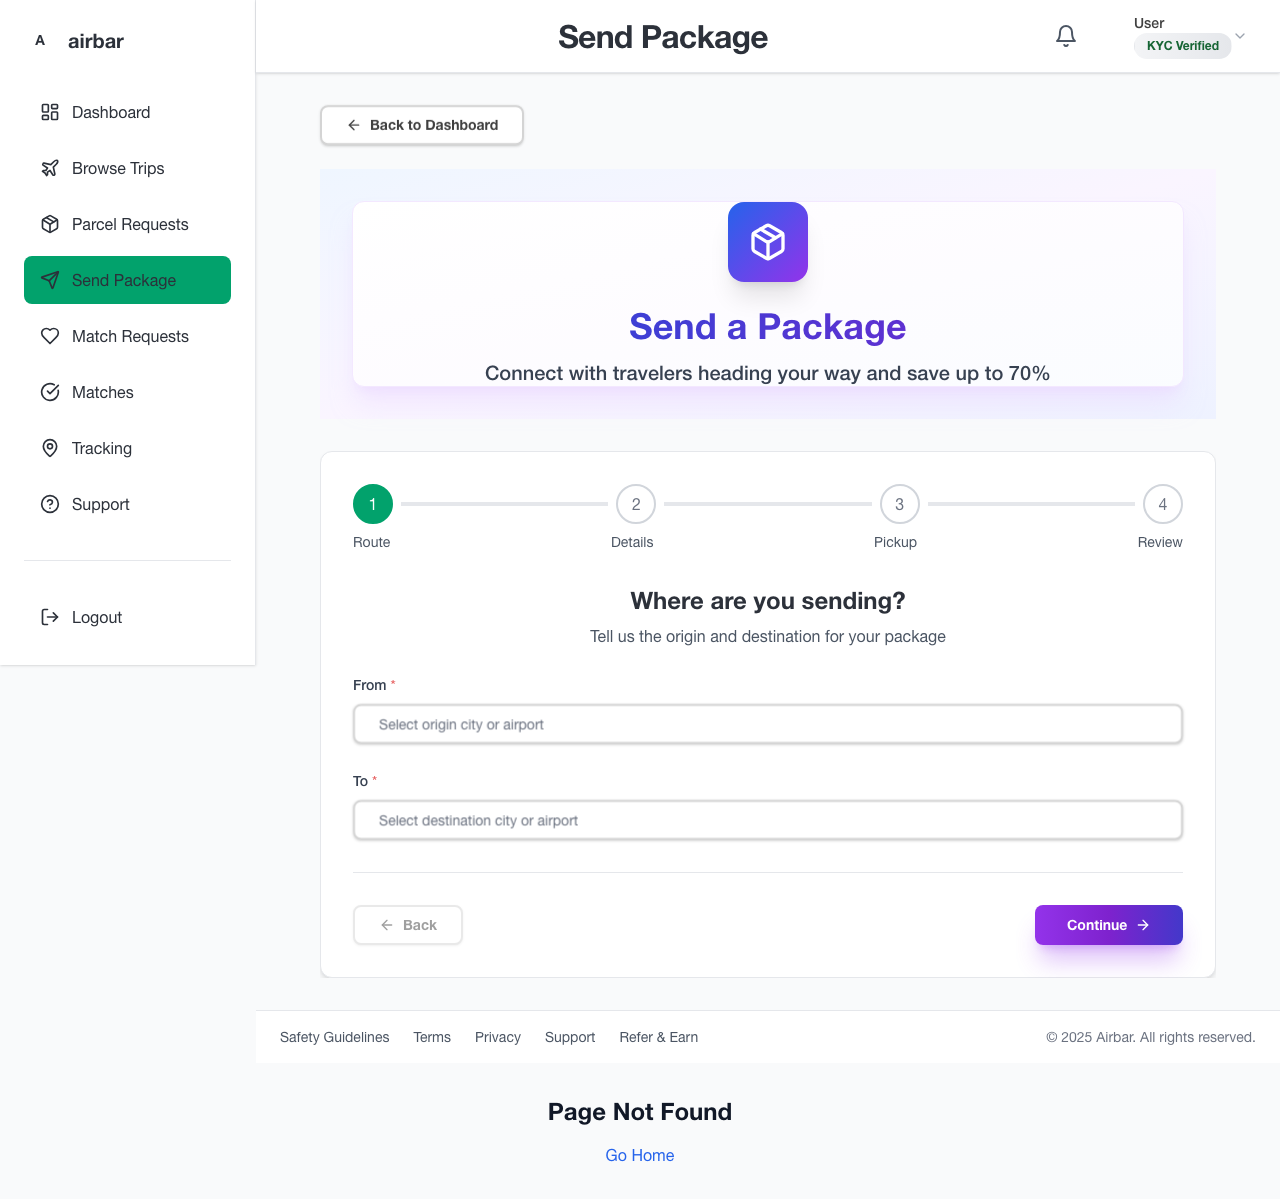 A airbar
Send Package
User
KYC Verified
Dashboard
Browse Trips
Parcel Requests
Send Package
Match Requests
Matches
Tracking
Support
Logout
Back to Dashboard
Send a Package
Connect with travelers heading your way and save up to 70%
1 2 3 4
Route Details Pickup Review
Where are you sending?
Tell us the origin and destination for your package
From *
Select origin city or airport
To *
Select destination city or airport
Back
Continue
Safety Guidelines Terms Privacy Support Refer & Earn © 2025 Airbar. All rights reserved.
Page Not Found
Go Home